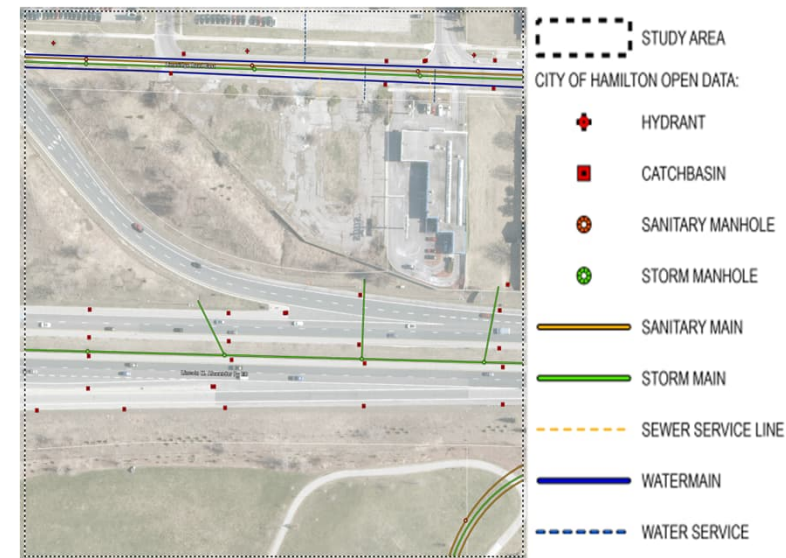 STUDY AREA
CITY OF HAMILTON OPEN DATA:
HYDRANT
CATCHBASIN
SANITARY MANHOLE
STORM MANHOLE
SANITARY MAIN
STORM MAIN
SEWER SERVICE LINE
WATERMAIN
WATER SERVICE